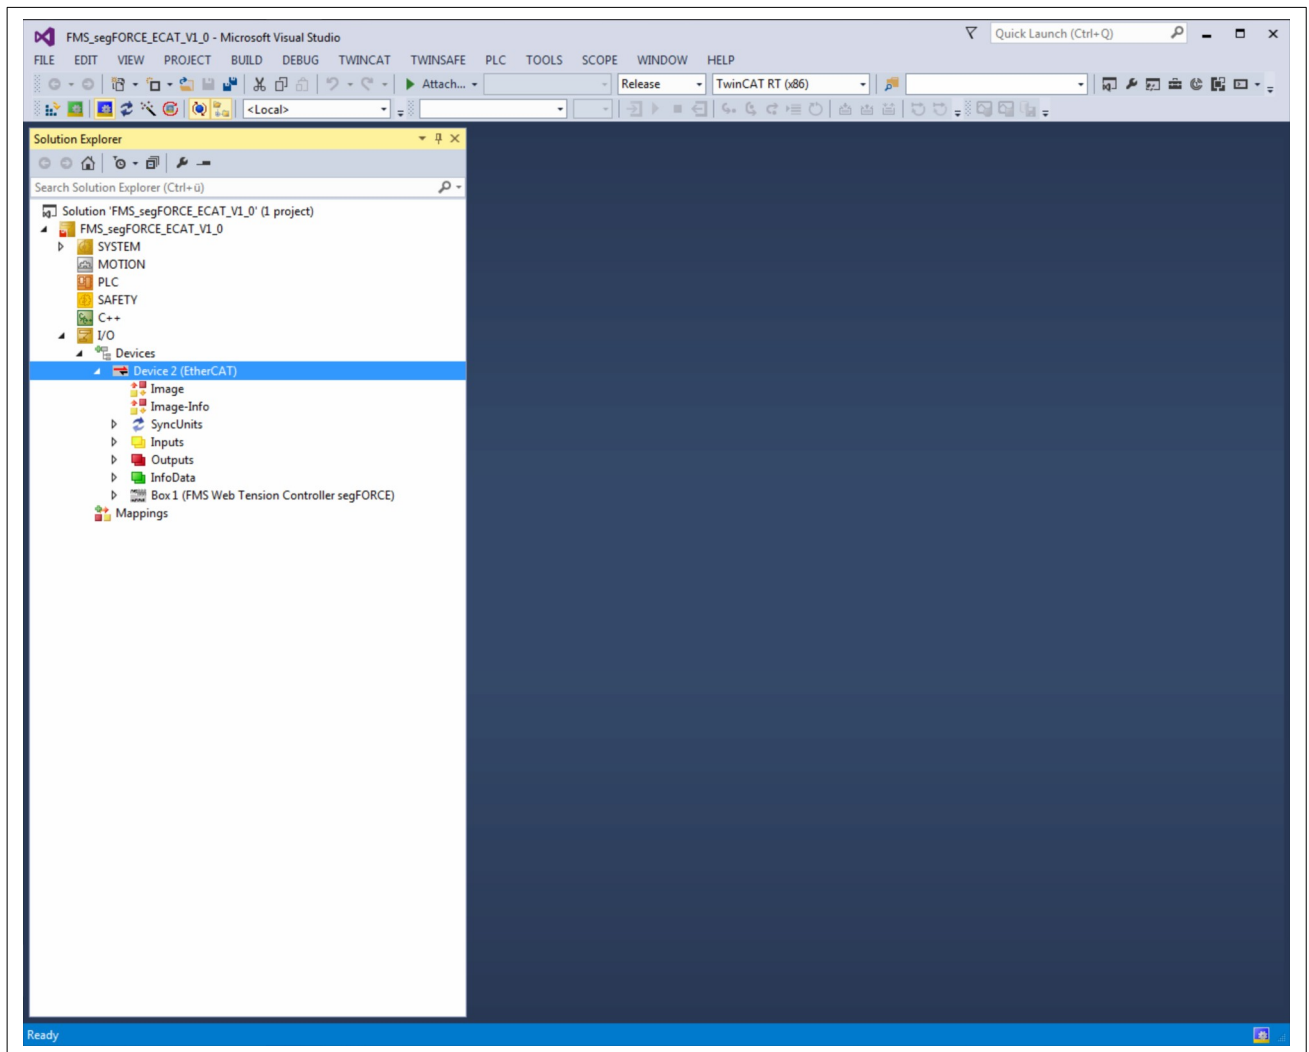 FMS_segFORCE_ECAT_V1_0 - Microsoft Visual Studio
Quick Launch (Ctrl+Q)
FILE EDIT VIEW PROJECT BUILD DEBUG TWINCAT TWINSAFE PLC TOOLS SCOPE WINDOW HELP
Attach... Release TwinCAT RT (x86)
<Local>
Solution Explorer
Search Solution Explorer (Ctrl+ü)
Solution 'FMS_segFORCE_ECAT_V1_0' (1 project)
FMS_segFORCE_ECAT_V1_0
SYSTEM
MOTION
PLC
SAFETY
C++
I/O
Devices
Device 2 (EtherCAT)
Image
Image-Info
SyncUnits
Inputs
Outputs
InfoData
Box 1 (FMS Web Tension Controller segFORCE)
Mappings
Ready